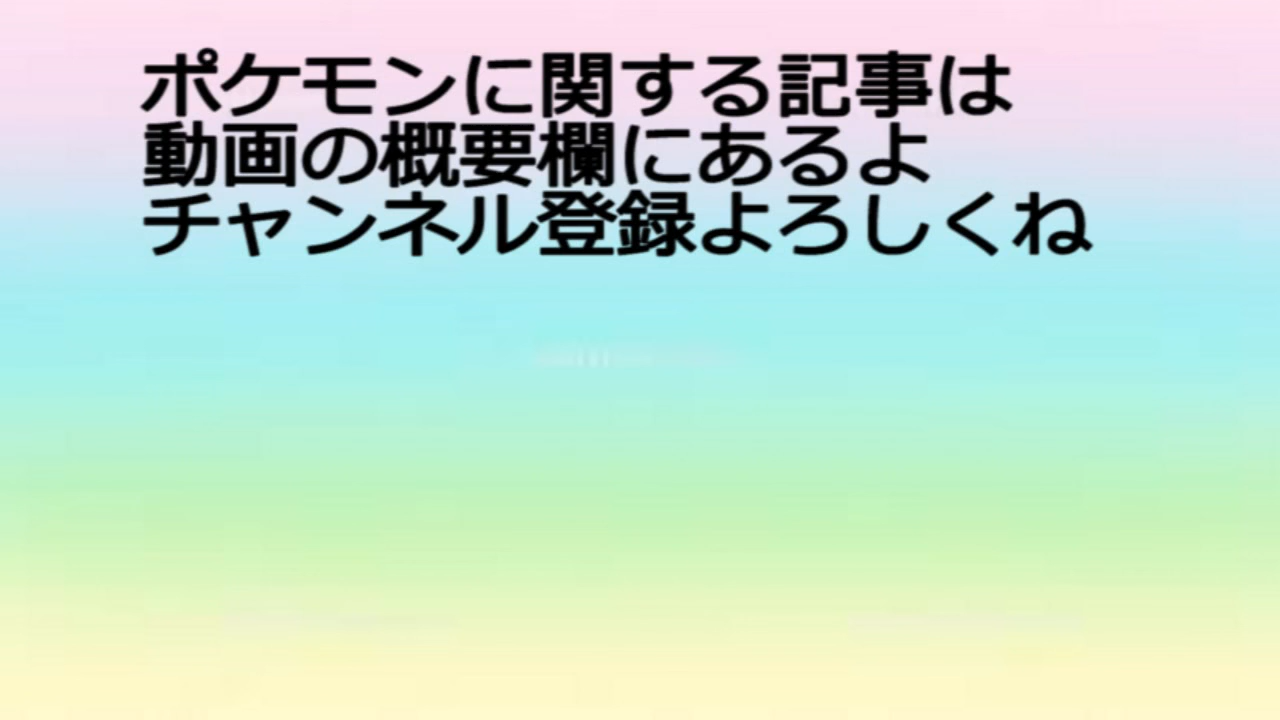 ポケモンに関する記事は
動画の概要欄にあるよ
チャンネル登録よろしくね